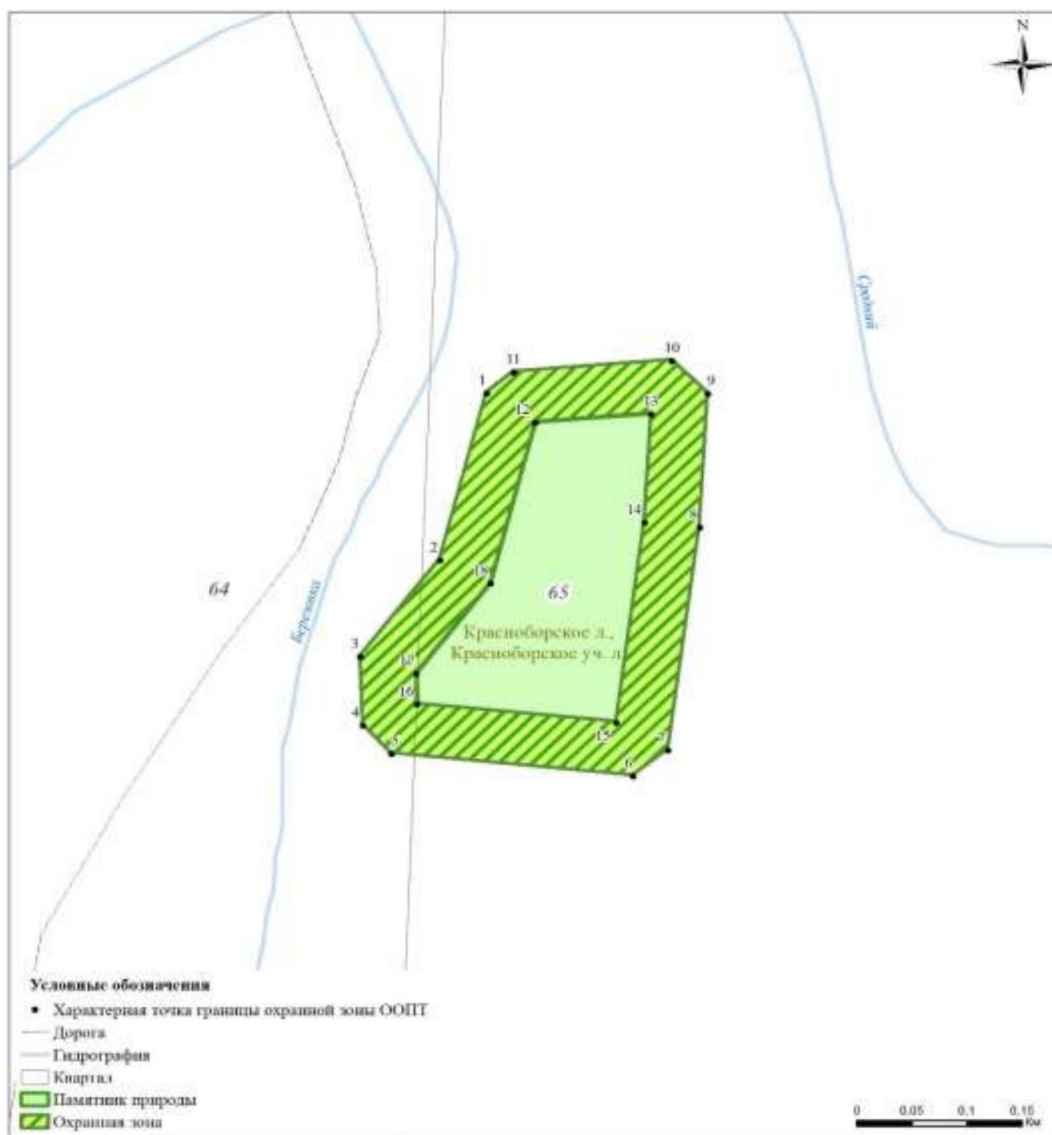 N
Средний
10
11
1
9
12
13
14
8
2
18
64
65
Березовка
Красноборское л.,
Красноборское уч. л
3
17
16
4
15
5
7
6
Условные обозначения
Характерная точка границы охранной зоны ООПТ
Дорога
Гидрография
Квартал
Памятник природы
Охранная зона
0 0.05 0.1 0.15
Км